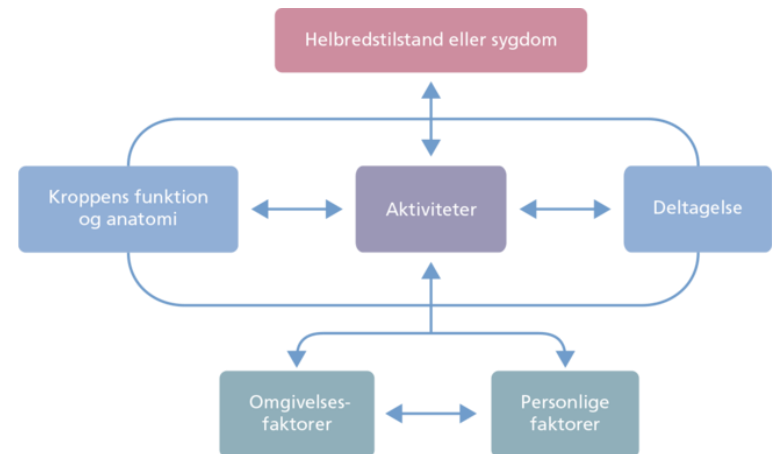 Helbredstilstand eller sygdom
Kroppens funktion
og anatomi
Aktiviteter
Deltagelse
Omgivelses-
faktorer
Personlige
faktorer